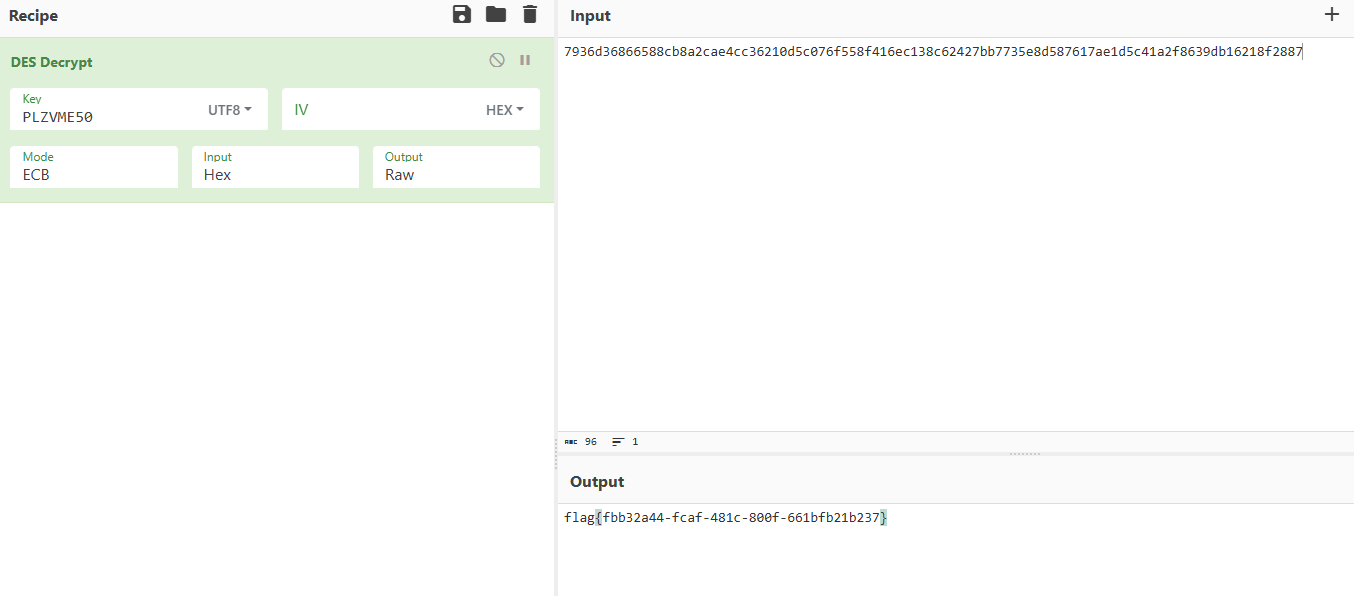 Recipe
DES Decrypt
Key
PLZVME50
UTF8
IV
HEX
Mode
ECB
Input
Hex
Output
Raw
Input
7936d36866588cb8a2cae4cc36210d5c076f558f416ec138c62427bb7735e8d587617ae1d5c41a2f8639db16218f2887
ABC 96 1
Output
flag{fbb32a44-fcaf-481c-800f-661bfb21b237}